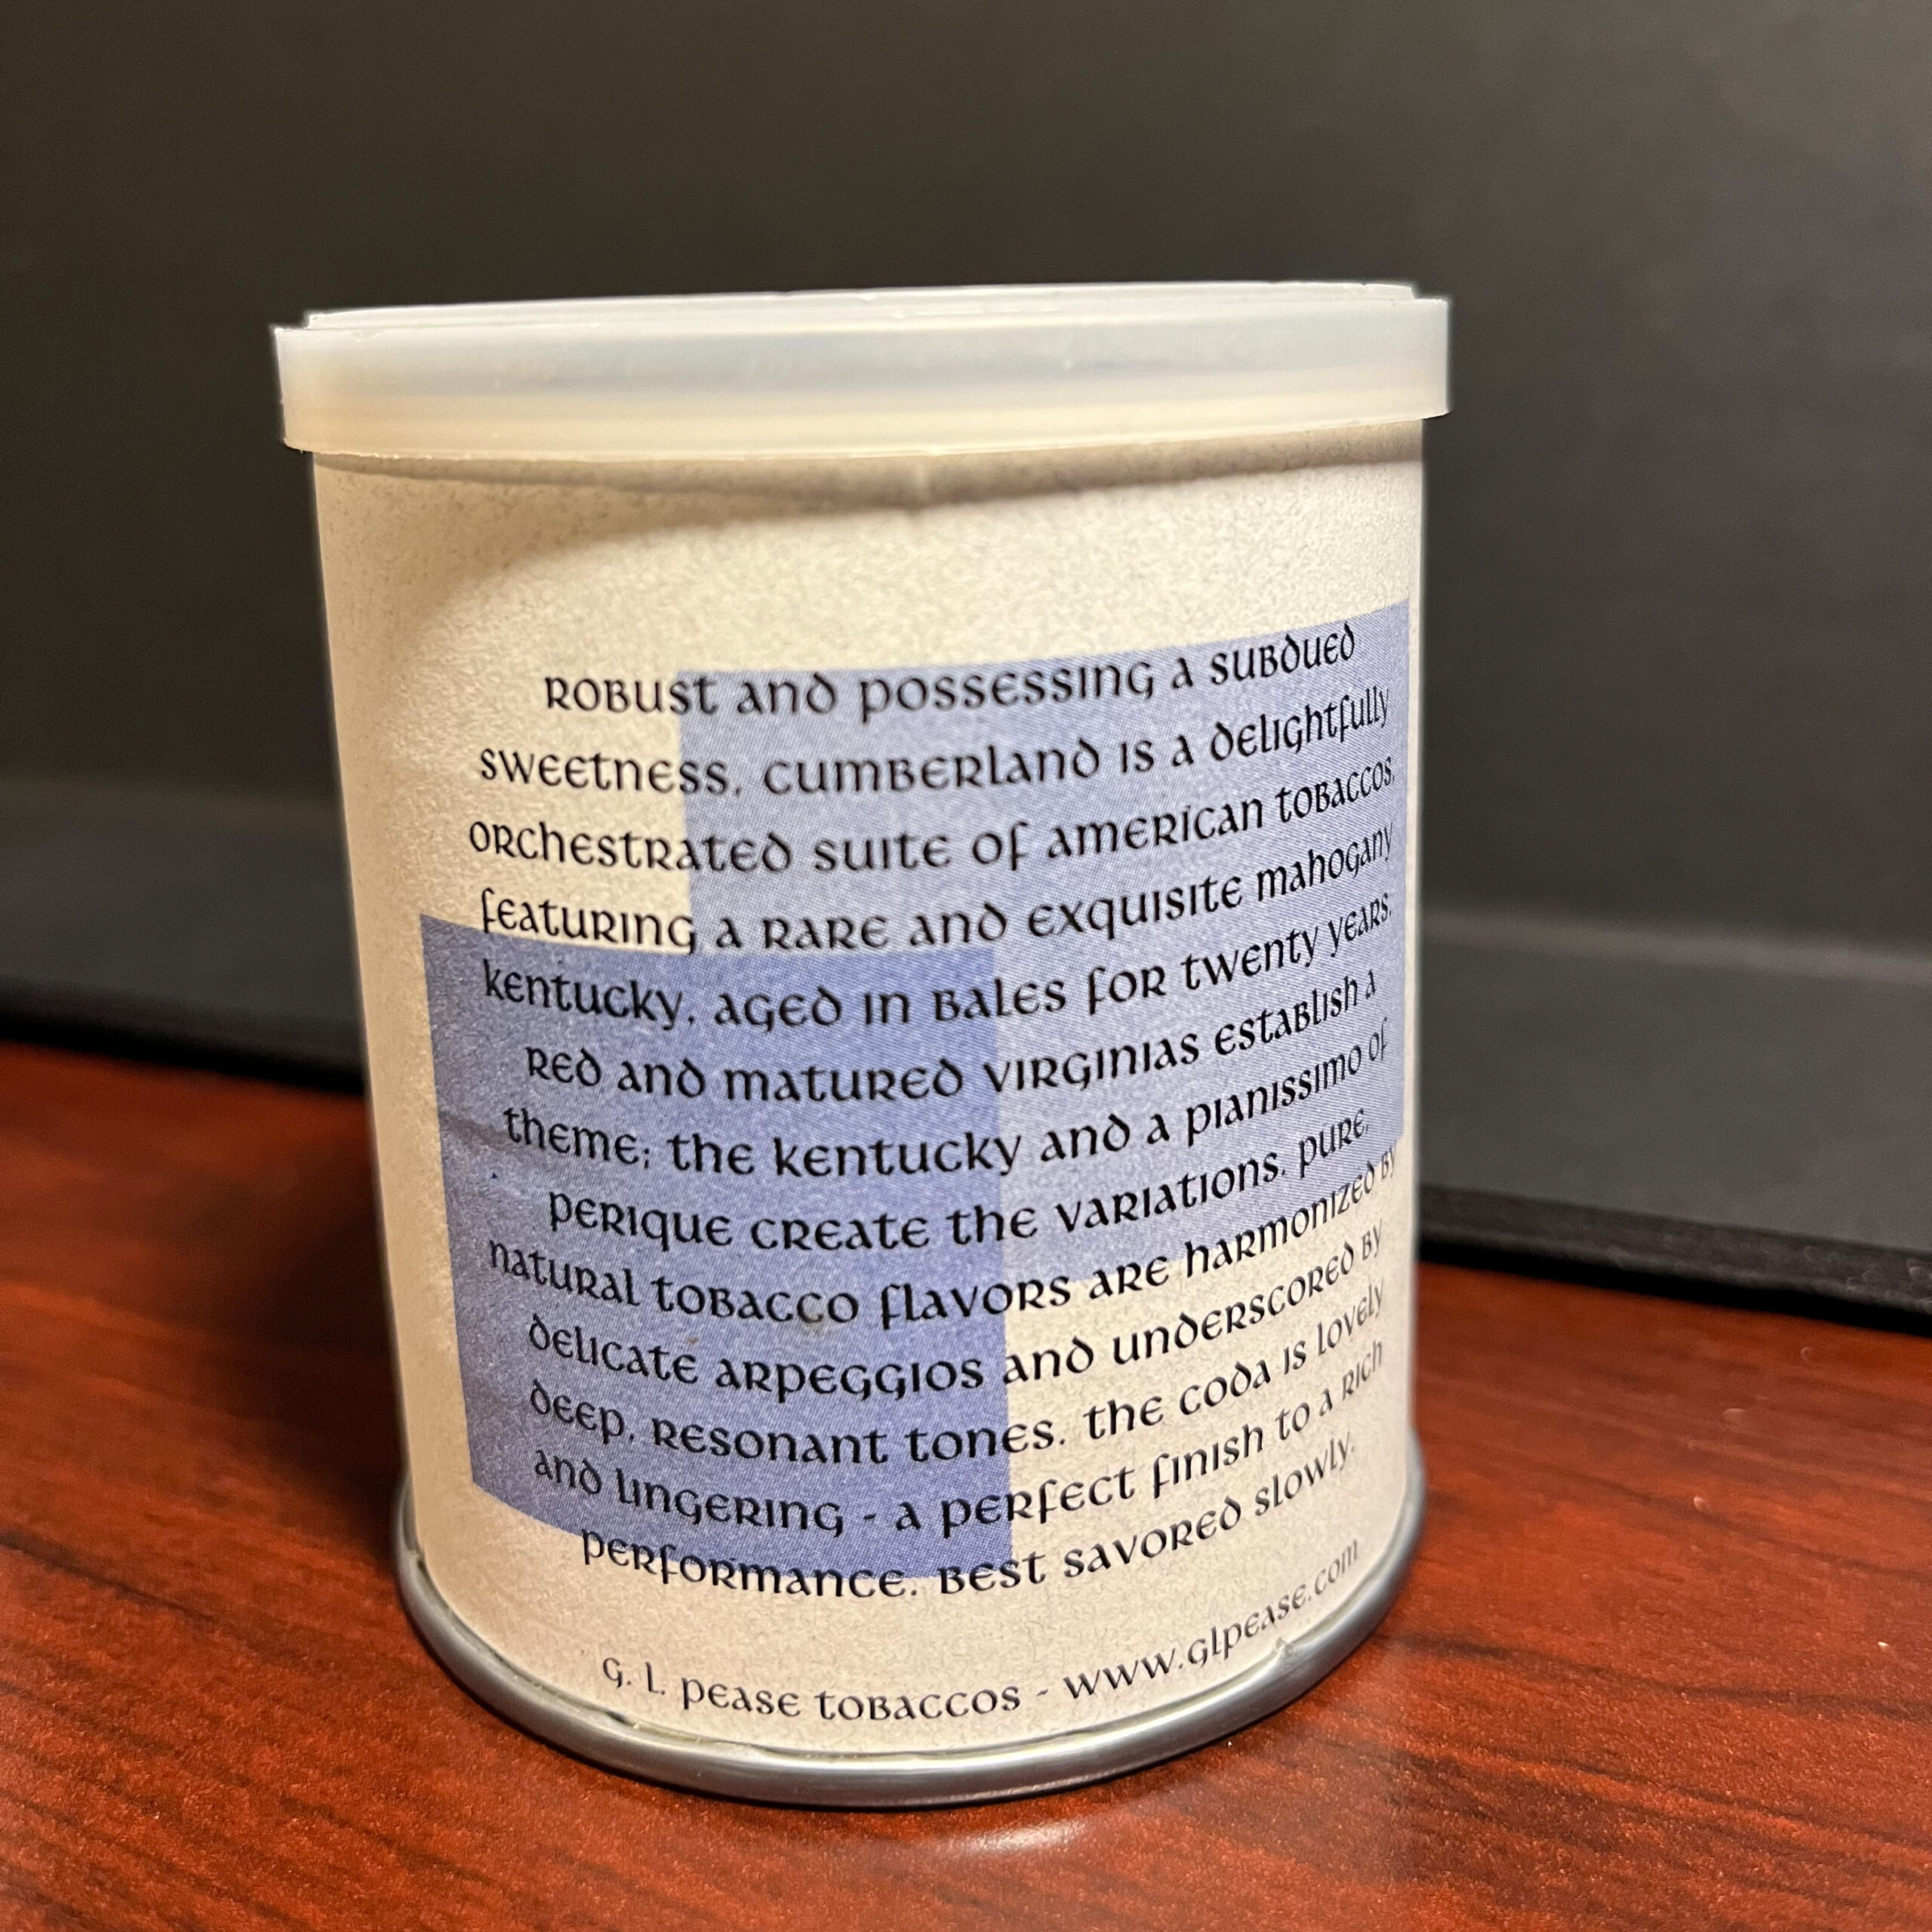 Robust and possessing a subdued
sweetness, Cumberland is a delightfully
orchestrated suite of American tobaccos,
featuring a rare and exquisite mahogany
Kentucky, aged in bales for twenty years.
Red and matured Virginias establish a
theme; the Kentucky and a pianissimo of
perique create the variations. Pure,
natural tobacco flavors are harmonized by
delicate arpeggios and underscored by
deep, resonant tones. The coda is lovely
and lingering - a perfect finish to a rich
performance. Best savored slowly.
G. L. Pease Tobaccos - www.glpease.com